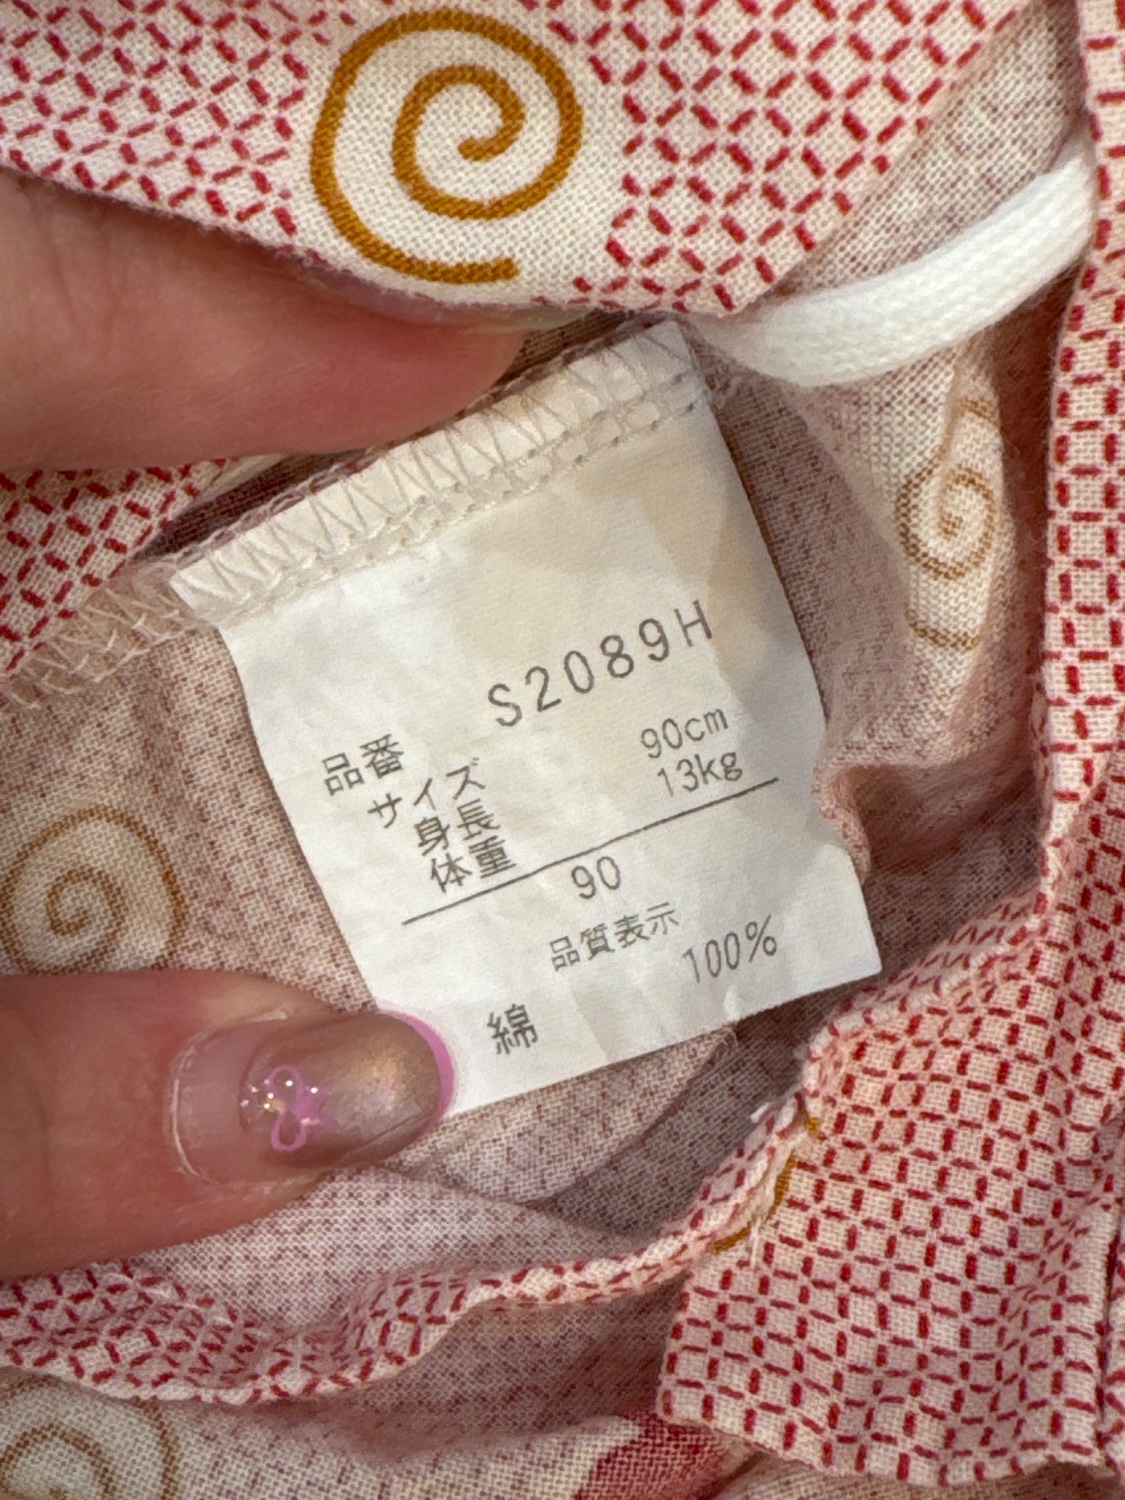 品番 S2089H
サイズ
身長 90cm
体重 13kg
90
品質表示
綿 100%